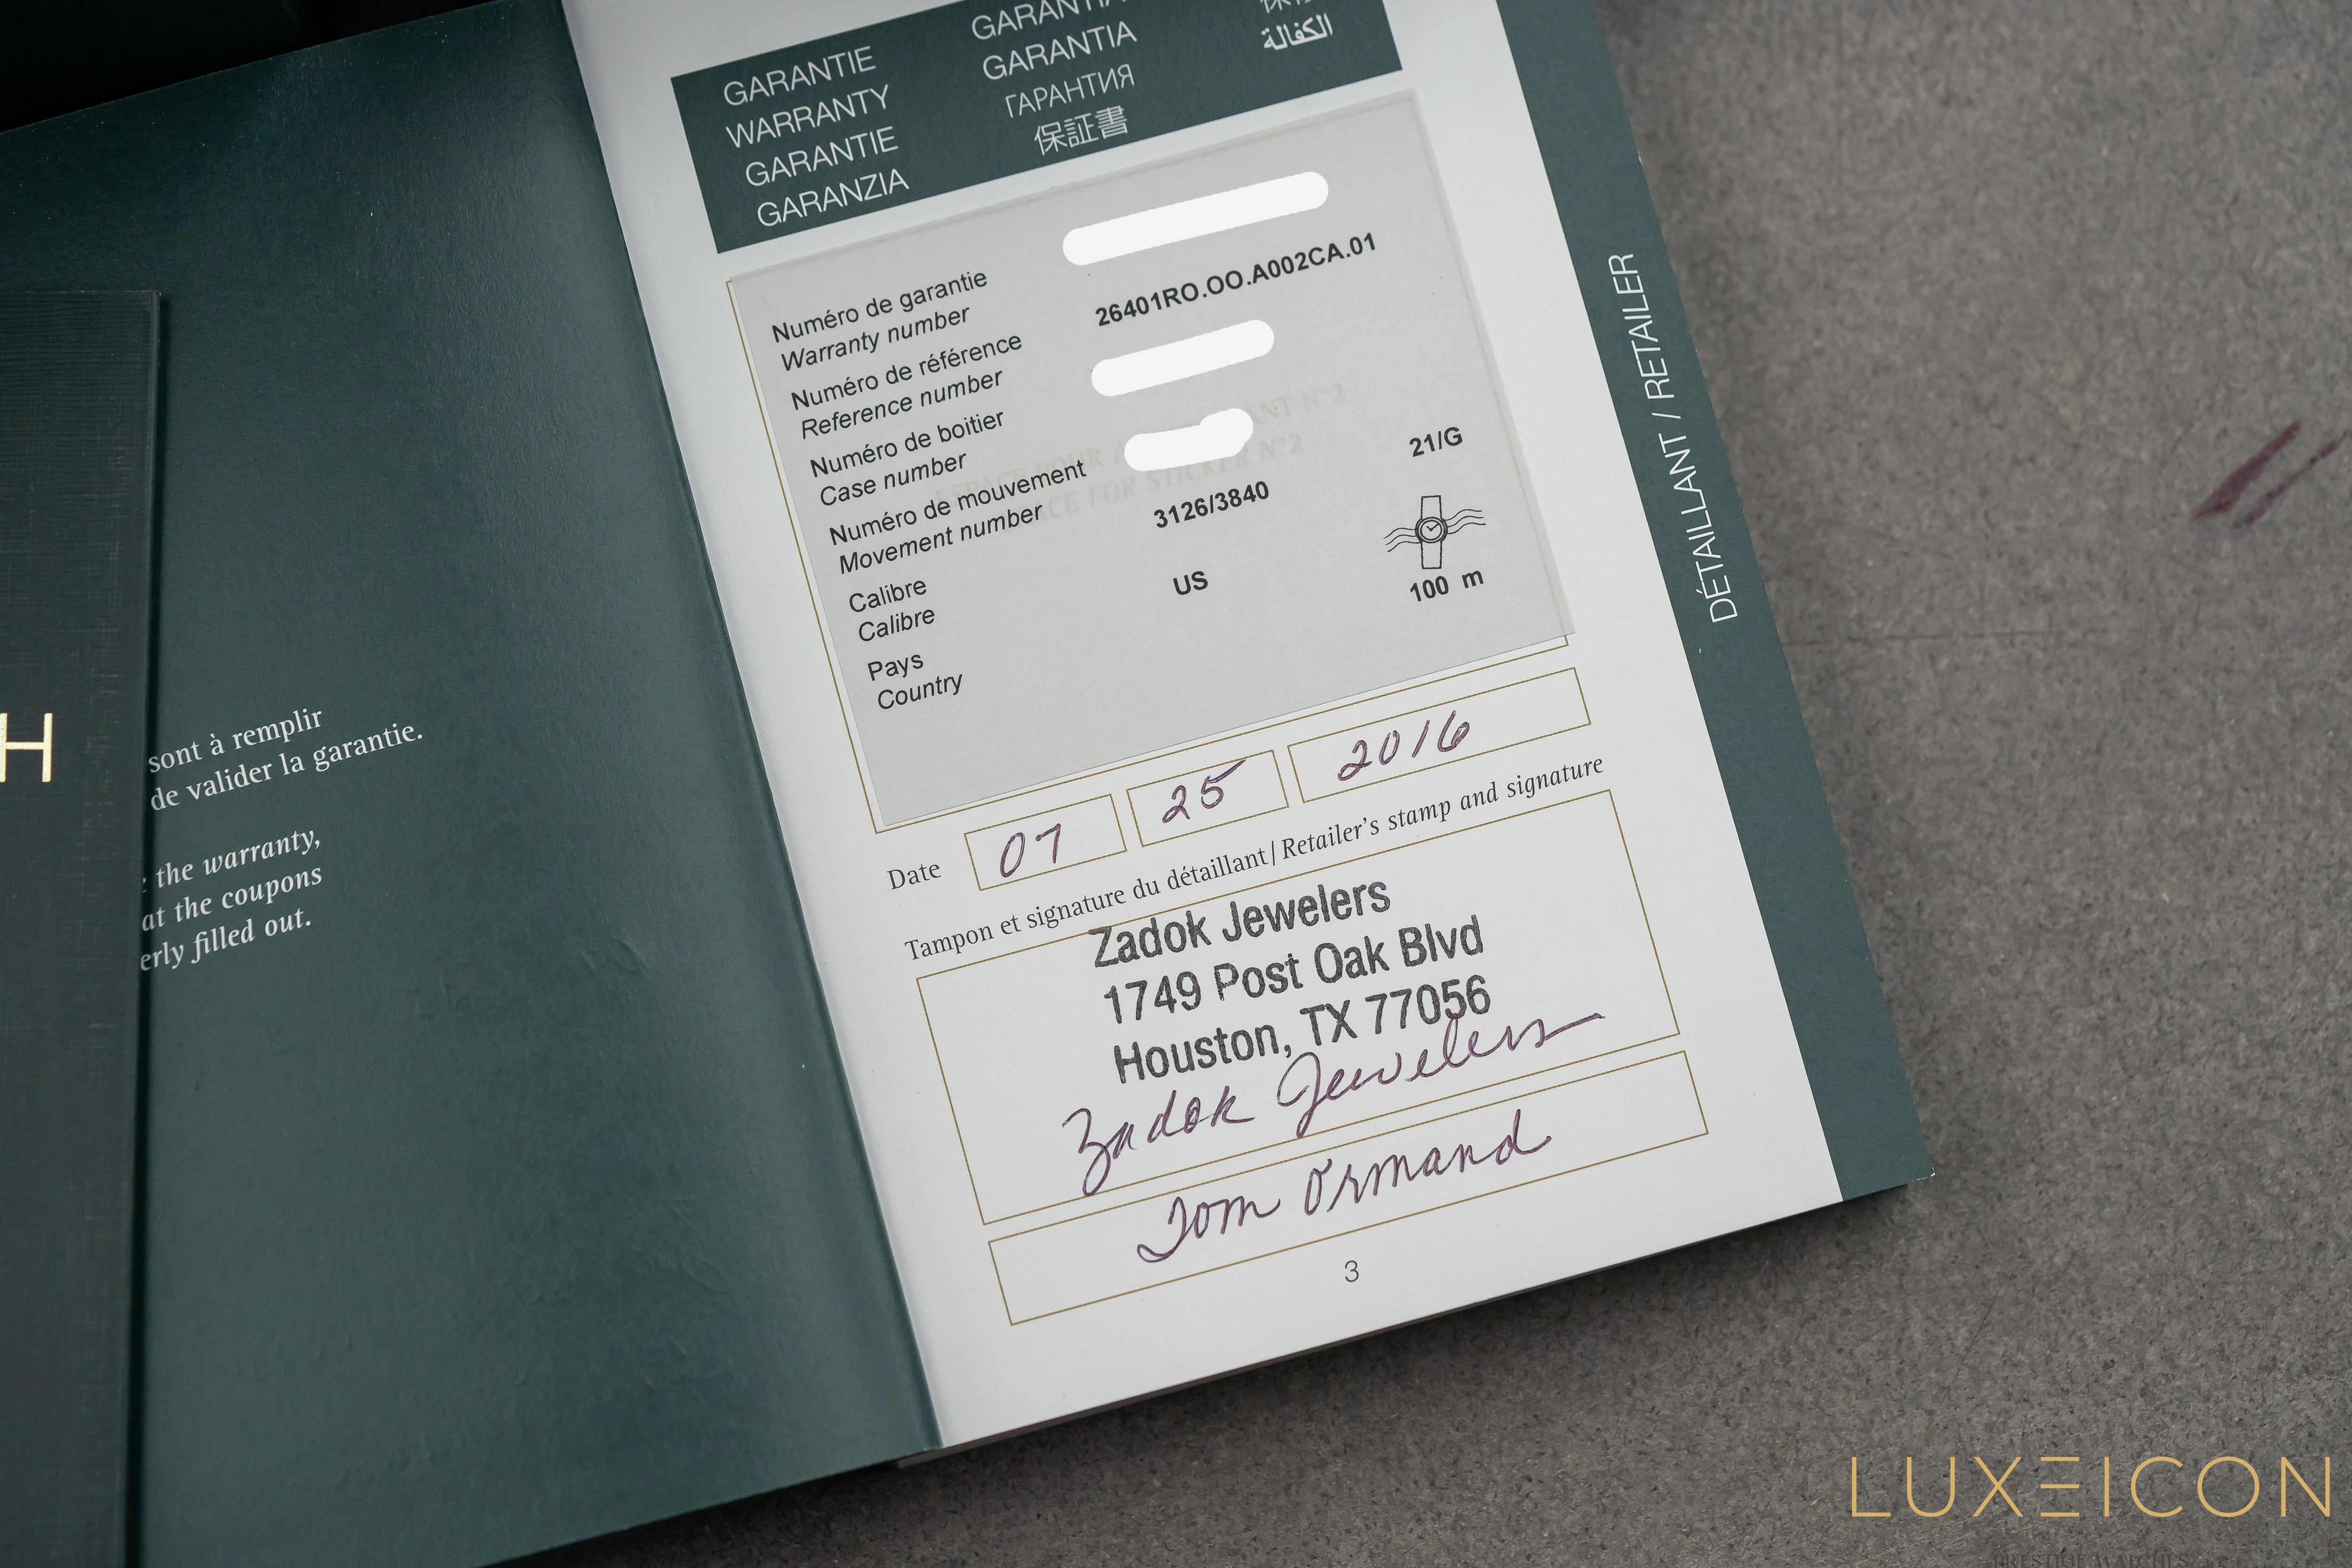 GARANTIE
WARRANTY
GARANTIE
GARANZIA
GARANTIA
ГАРАНТИЯ
保証書
الكفالة
Numéro de garantie
Warranty number
Numéro de référence 26401RO.OO.A002CA.01
Reference number
Numéro de boitier
Case number
Numéro de mouvement
Movement number
Calibre 3126/3840 21/G
Calibre
Pays US 100 m
Country
FOR STICKER N°2
Date 07 25 2016
Tampon et signature du détaillant / Retailer's stamp and signature
Zadok Jewelers
1749 Post Oak Blvd
Houston, TX 77056
Zadok Jewelers
Tom Ormand
3
DÉTAILLANT / RETAILER
H
sont à remplir
de valider la garantie.
the warranty,
at the coupons
erly filled out.
LUXEICON